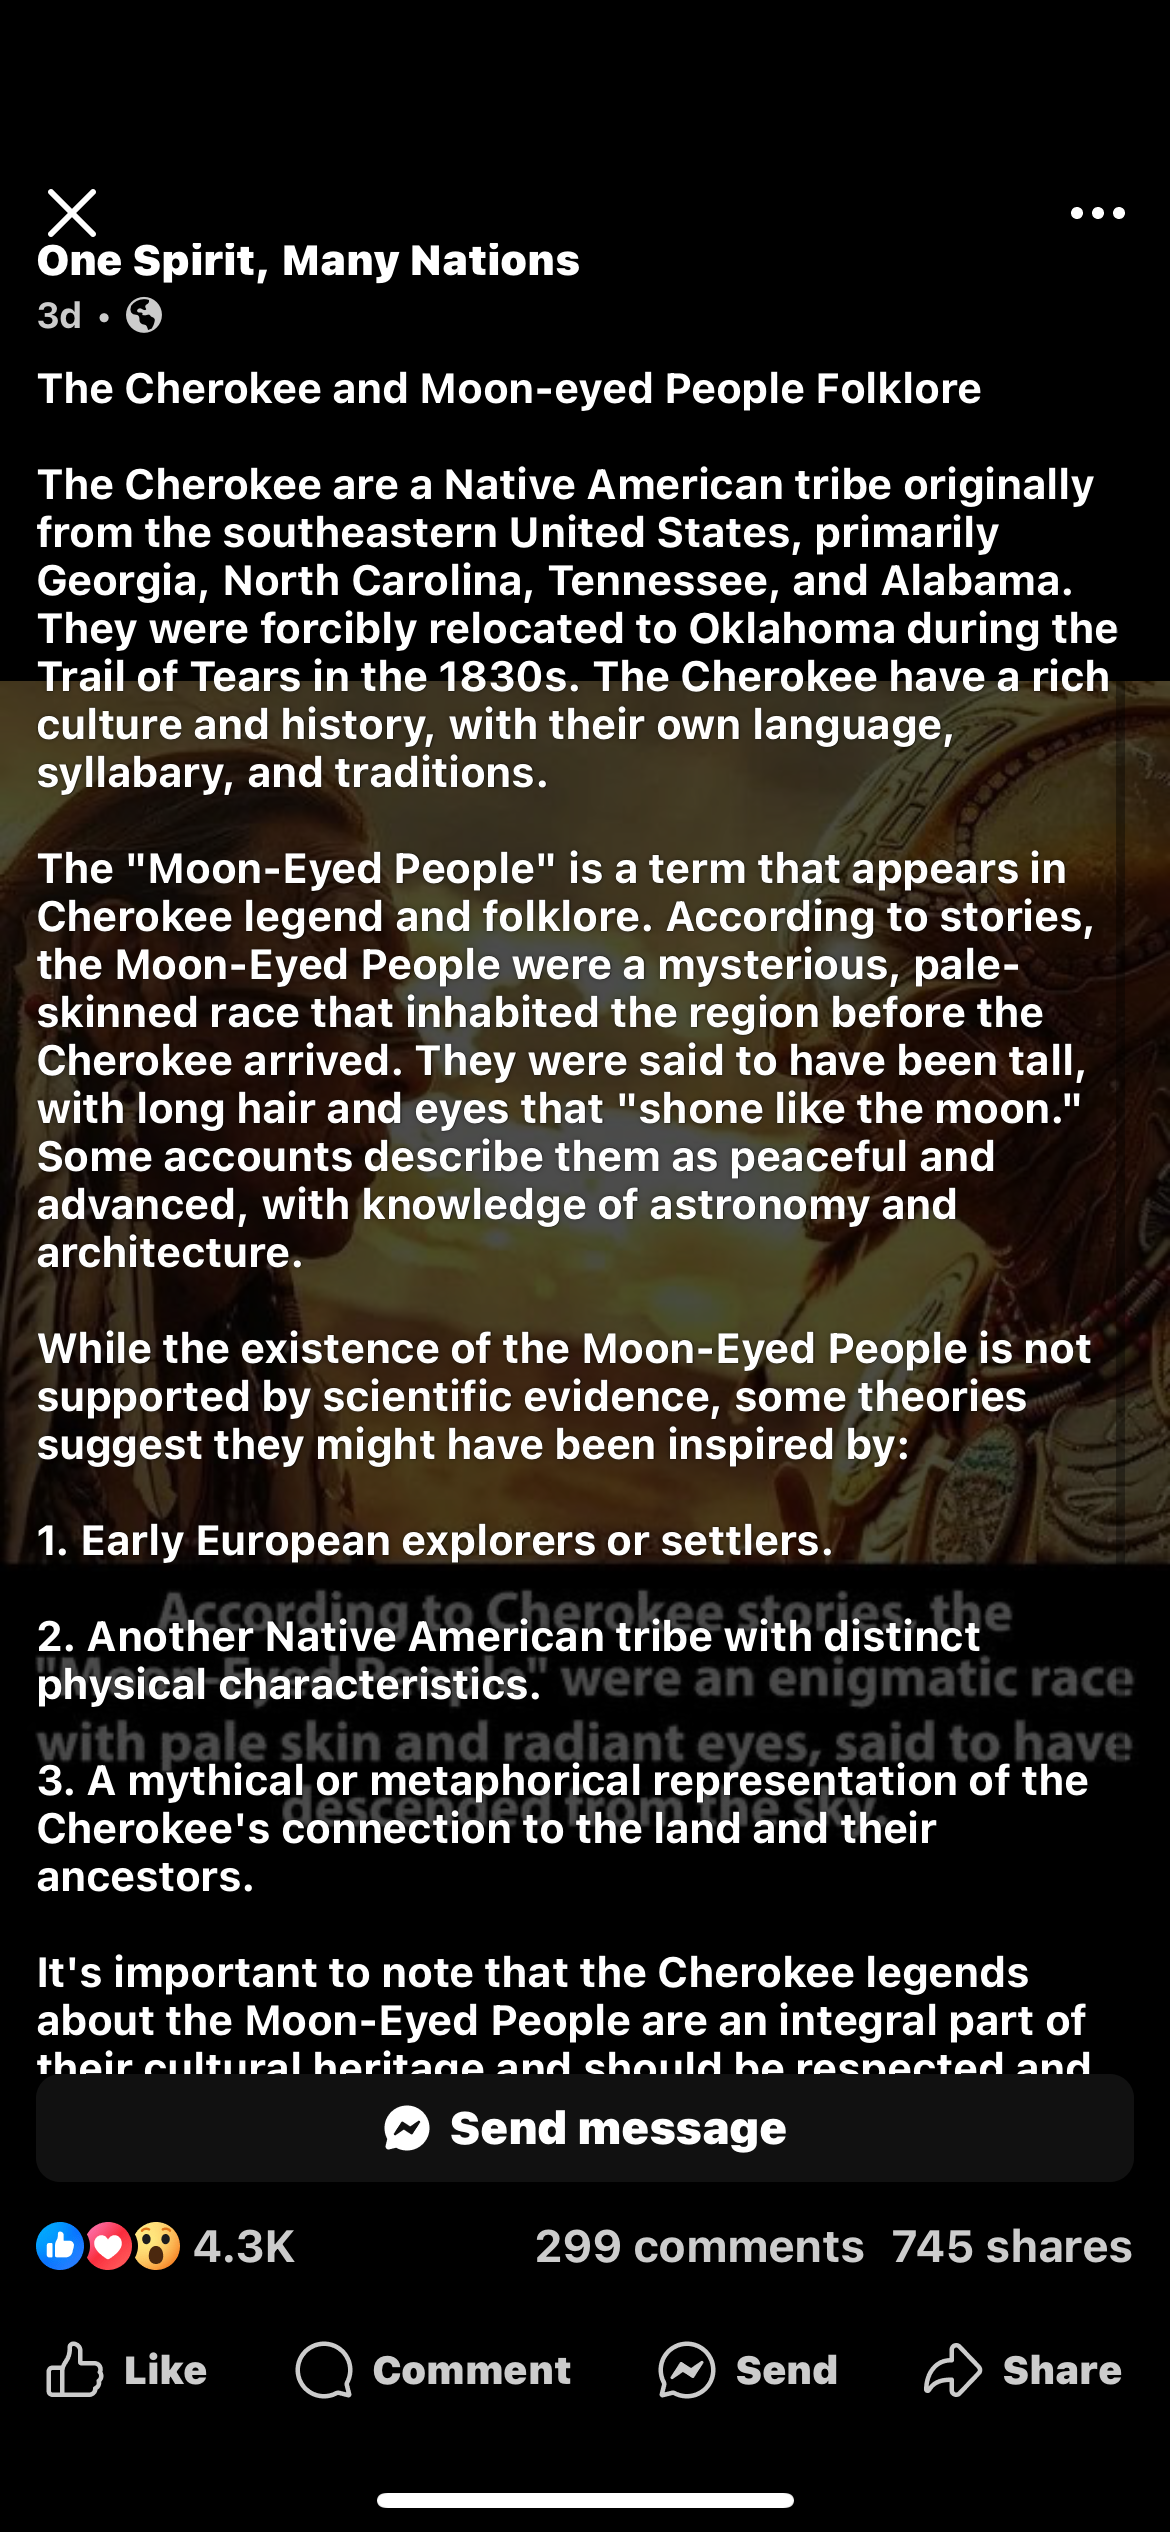 One Spirit, Many Nations
3d •
The Cherokee and Moon-eyed People Folklore
The Cherokee are a Native American tribe originally
from the southeastern United States, primarily
Georgia, North Carolina, Tennessee, and Alabama.
They were forcibly relocated to Oklahoma during the
Trail of Tears in the 1830s. The Cherokee have a rich
culture and history, with their own language,
syllabary, and traditions.
The "Moon-Eyed People" is a term that appears in
Cherokee legend and folklore. According to stories,
the Moon-Eyed People were a mysterious, pale-
skinned race that inhabited the region before the
Cherokee arrived. They were said to have been tall,
with long hair and eyes that "shone like the moon."
Some accounts describe them as peaceful and
advanced, with knowledge of astronomy and
architecture.
While the existence of the Moon-Eyed People is not
supported by scientific evidence, some theories
suggest they might have been inspired by:
1. Early European explorers or settlers.
According to Cherokee stories, the
2. Another Native American tribe with distinct
"Moon-Eyed People" were an enigmatic race
physical characteristics.
with pale skin and radiant eyes, said to have
3. A mythical or metaphorical representation of the
descended from the sky.
Cherokee's connection to the land and their
ancestors.
It's important to note that the Cherokee legends
about the Moon-Eyed People are an integral part of
their cultural heritage and should be respected and
Send message
4.3K 299 comments 745 shares
Like Comment Send Share